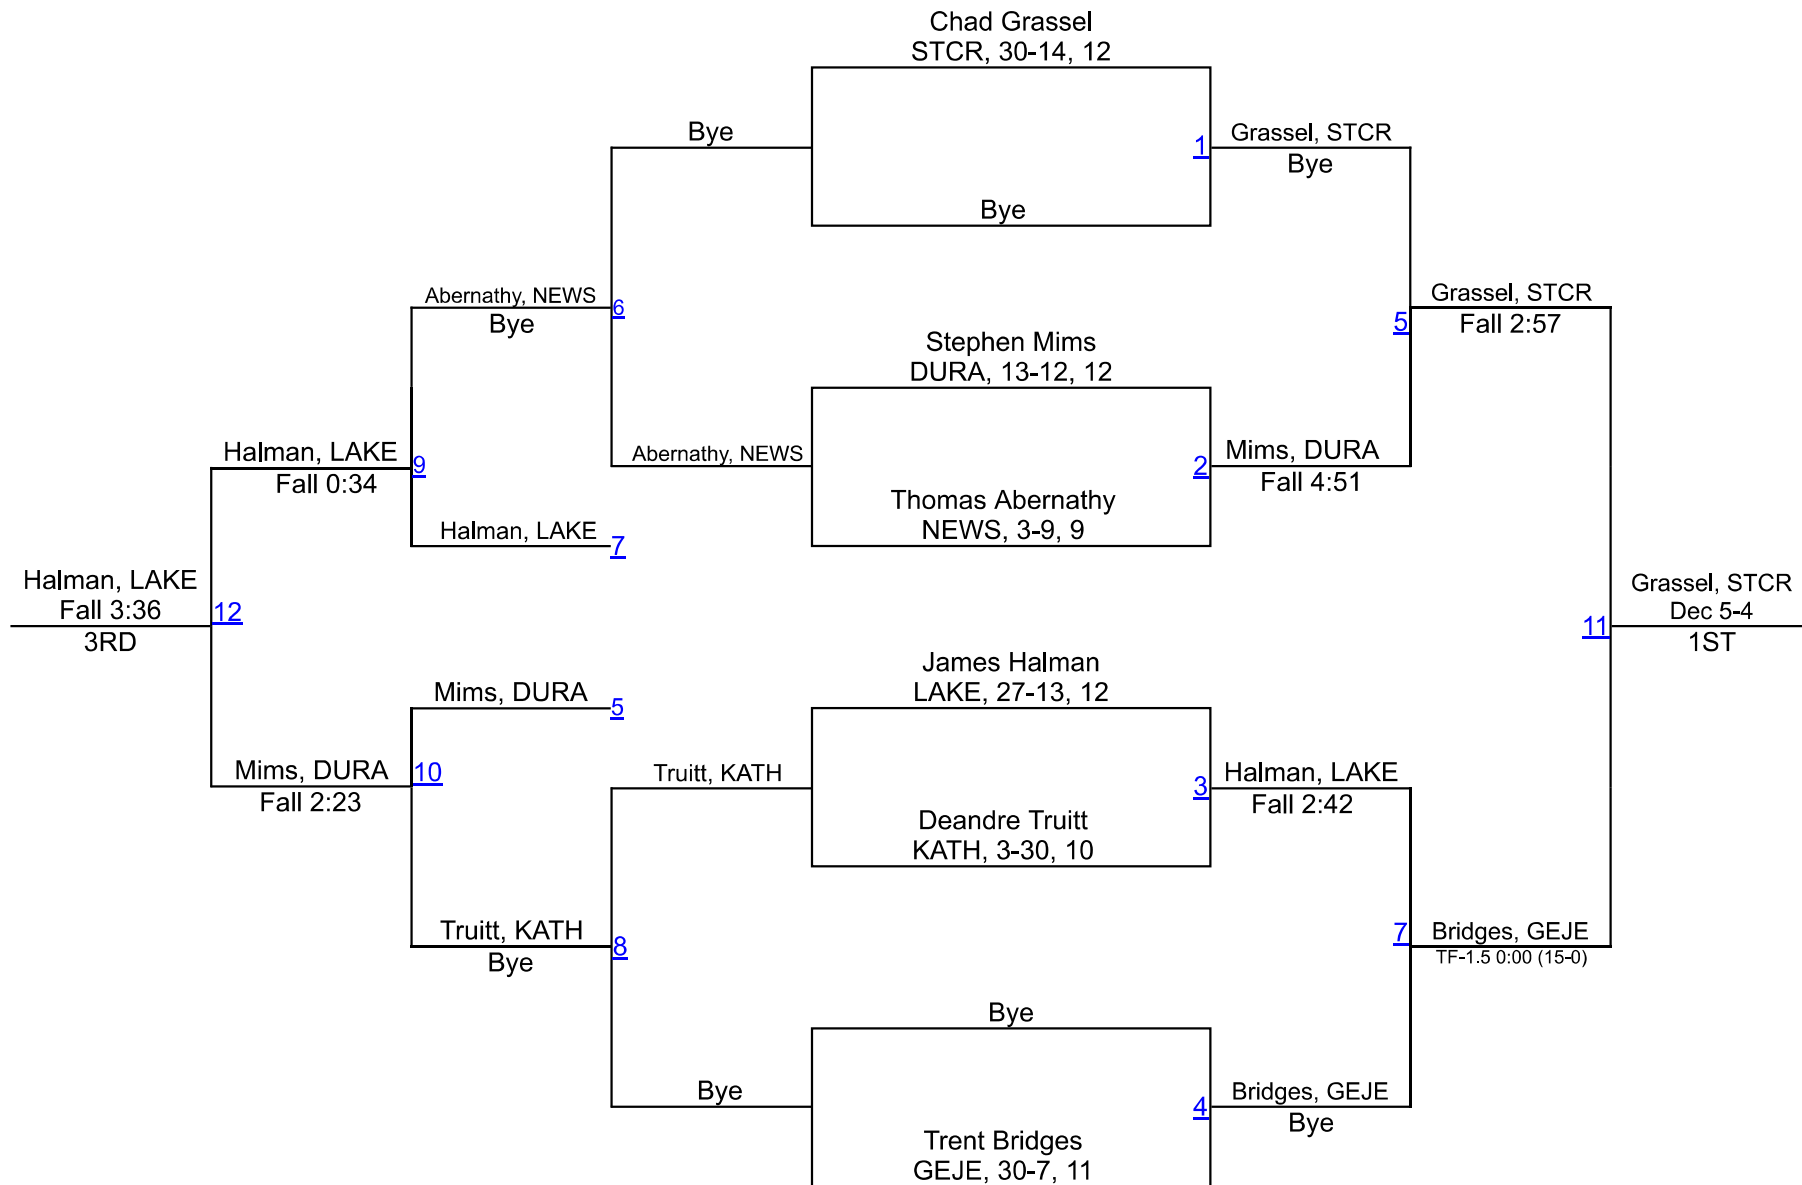 Chad Grassel
STCR, 30-14, 12
Bye
1
Grassel, STCR
Bye
Bye
Abernathy, NEWS
Bye
6
Grassel, STCR
Fall 2:57
5
Stephen Mims
DURA, 13-12, 12
Halman, LAKE
Fall 0:34
9
Abernathy, NEWS
2
Mims, DURA
Fall 4:51
Thomas Abernathy
NEWS, 3-9, 9
Halman, LAKE
7
Halman, LAKE
Fall 3:36
3RD
12
11
Grassel, STCR
Dec 5-4
1ST
James Halman
LAKE, 27-13, 12
Mims, DURA
5
Mims, DURA
Fall 2:23
10
Truitt, KATH
3
Halman, LAKE
Fall 2:42
Deandre Truitt
KATH, 3-30, 10
Truitt, KATH
Bye
8
7
Bridges, GEJE
TF-1.5 0:00 (15-0)
Bye
Bye
4
Bridges, GEJE
Bye
Trent Bridges
GEJE, 30-7, 11